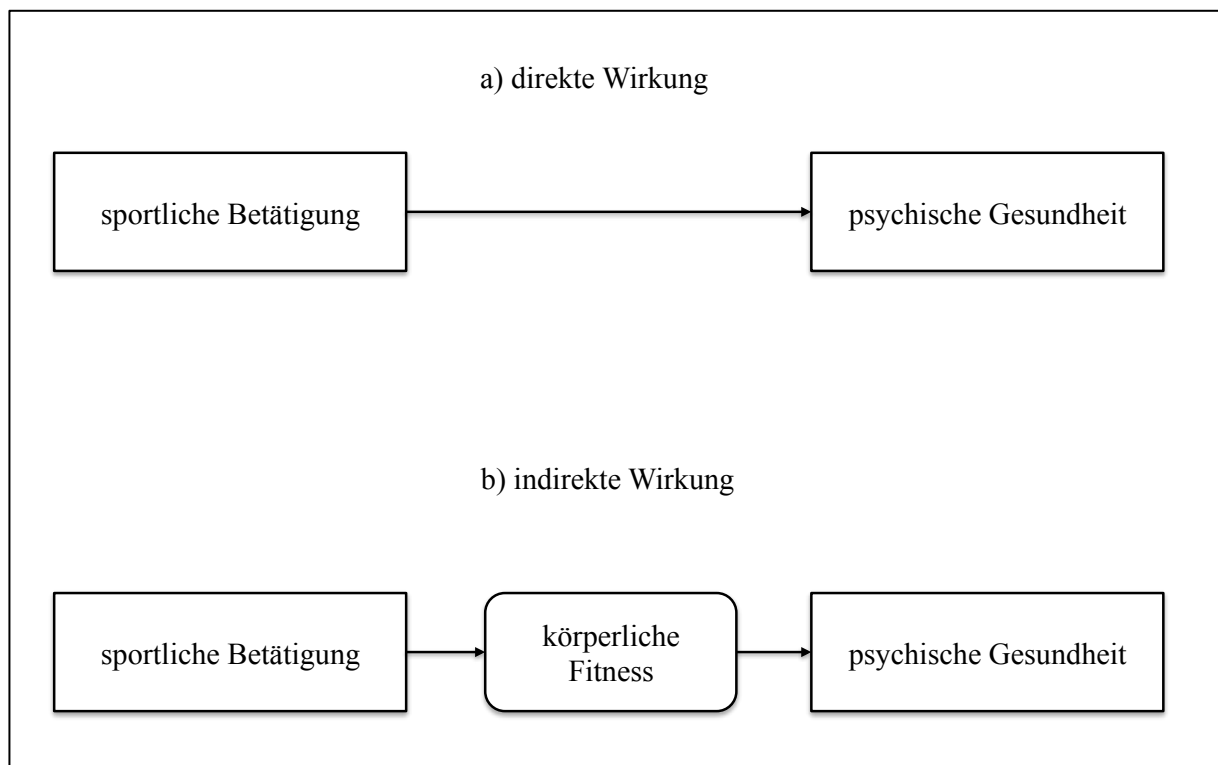 a) direkte Wirkung
sportliche Betätigung
psychische Gesundheit
b) indirekte Wirkung
sportliche Betätigung
körperliche
Fitness
psychische Gesundheit